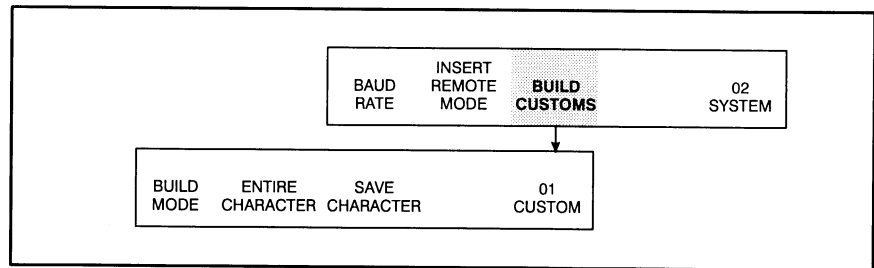 INSERT
BAUD REMOTE BUILD 02
RATE MODE CUSTOMS SYSTEM
BUILD ENTIRE SAVE 01
MODE CHARACTER CHARACTER CUSTOM